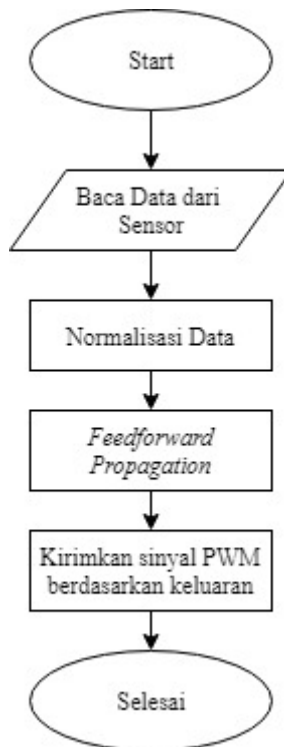 Start
Baca Data dari
Sensor
Normalisasi Data
Feedforward
Propagation
Kirimkan sinyal PWM
berdasarkan keluaran
Selesai